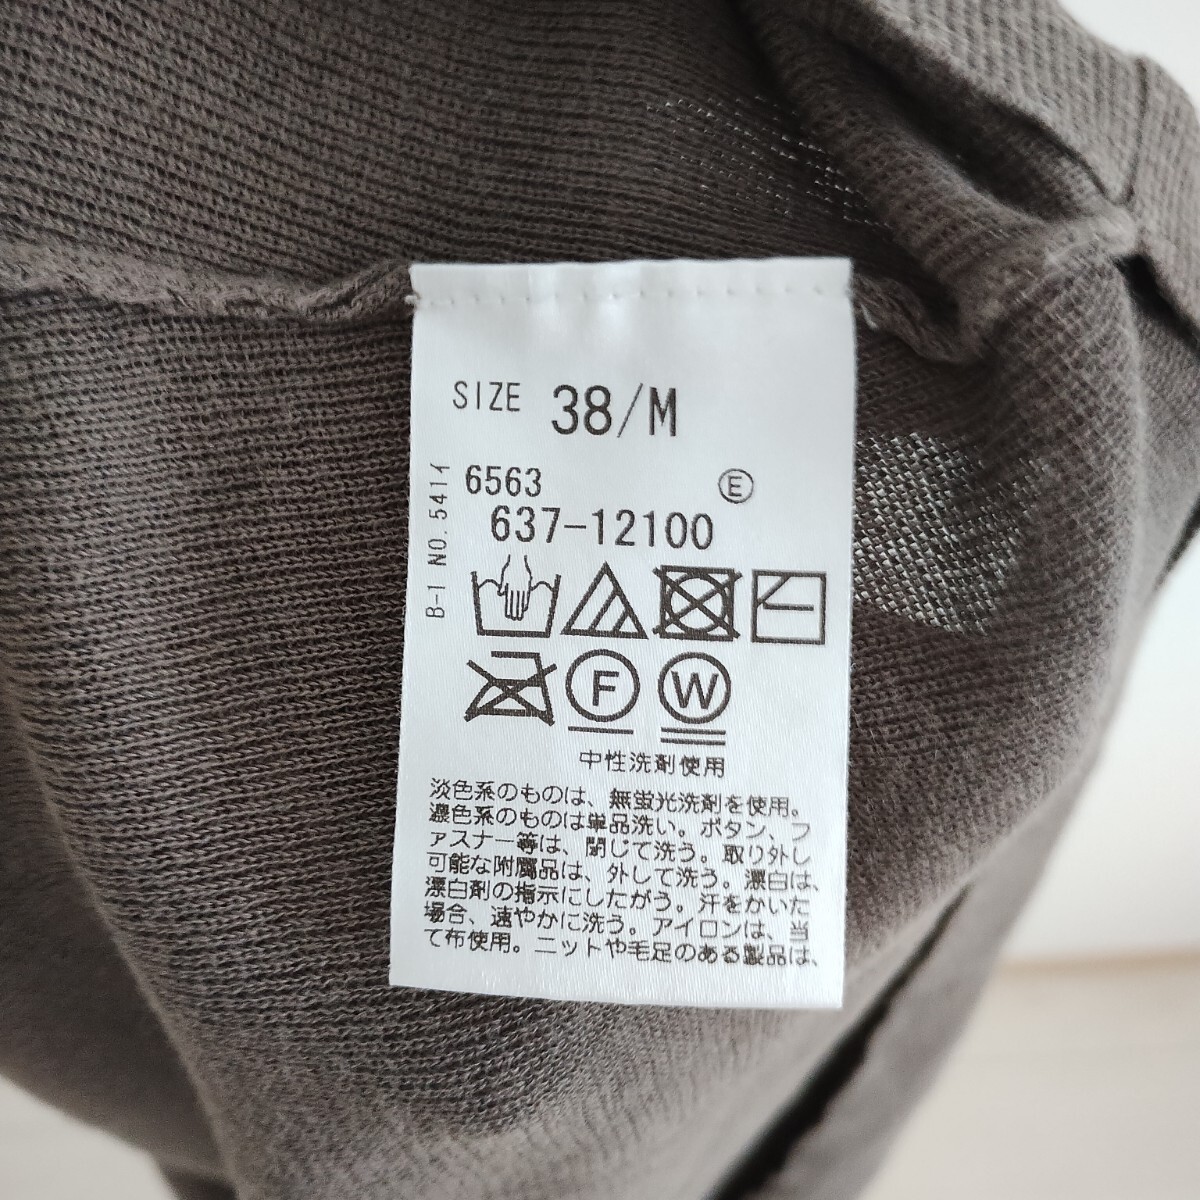 SIZE 38/M
6563 Ⓔ
637-12100
B-1 NO.541イ
F W
中性洗剤使用
淡色系のものは、無蛍光洗剤を使用。
濃色系のものは単品洗い。ボタン、フ
ァスナー等は、閉じて洗う。取り外し
可能な附属品は、外して洗う。漂白は、
漂白剤の指示にしたがう。汗をかいた
場合、速やかに洗う。アイロンは、当
て布使用。ニットや毛足のある製品は、